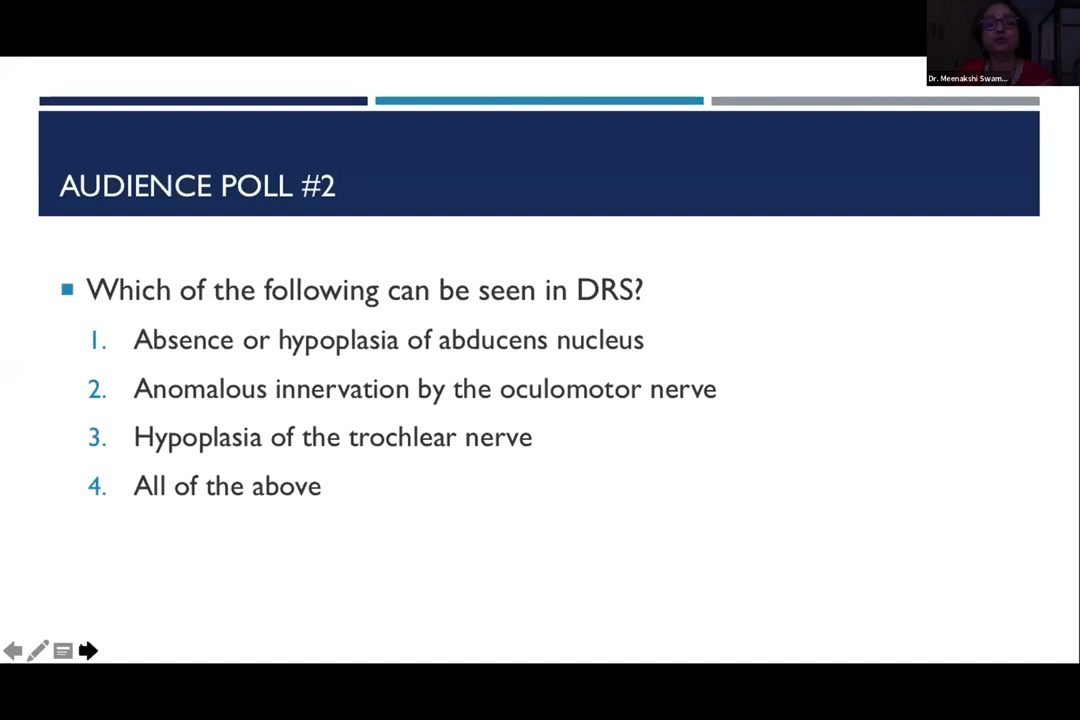 Dr. Meenakshi Swam...
AUDIENCE POLL #2
Which of the following can be seen in DRS?
1. Absence or hypoplasia of abducens nucleus
2. Anomalous innervation by the oculomotor nerve
3. Hypoplasia of the trochlear nerve
4. All of the above